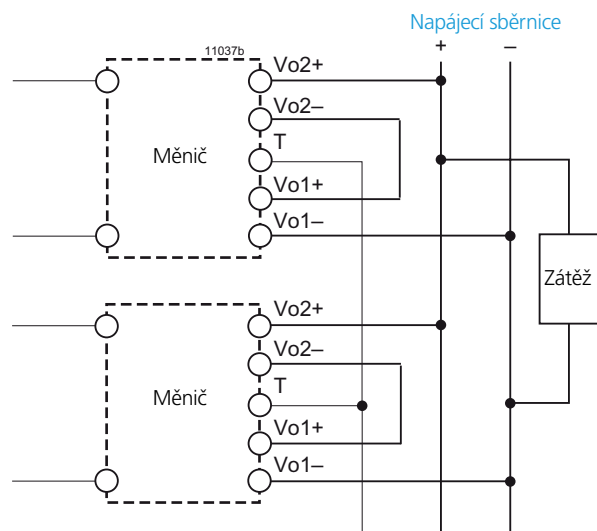 Napájecí sběrnice
+ –
11037b
Vo2+
Vo2–
T
Vo1+
Vo1–
Měnič
Zátěž
Vo2+
Vo2–
T
Vo1+
Vo1–
Měnič